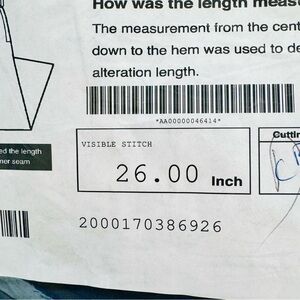 How was the length meas
The measurement from the cent
down to the hem was used to de
alteration length.
*AA00000046414*
Cuttin
VISIBLE STITCH
26.00 Inch
ed the length
ner seam
2000170386926